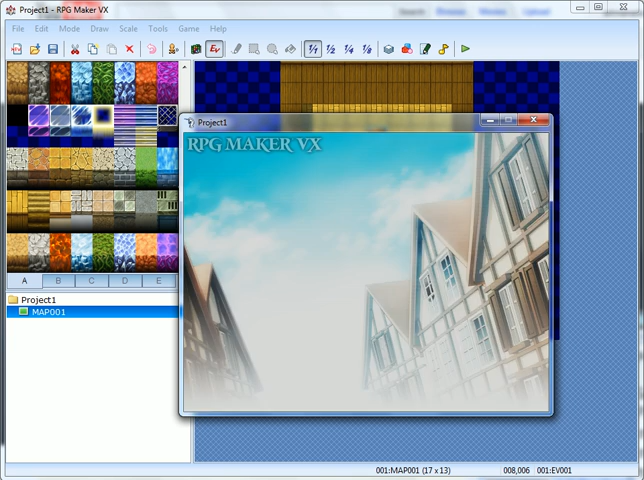 Project1 - RPG Maker VX
File Edit Mode Draw Scale Tools Game Help
Ev 1/1 1/2 1/4 1/8
Project1
RPG MAKER VX
A B C D E
Project1
MAP001
001:MAP001 (17 x 13) 008,006 001:EV001